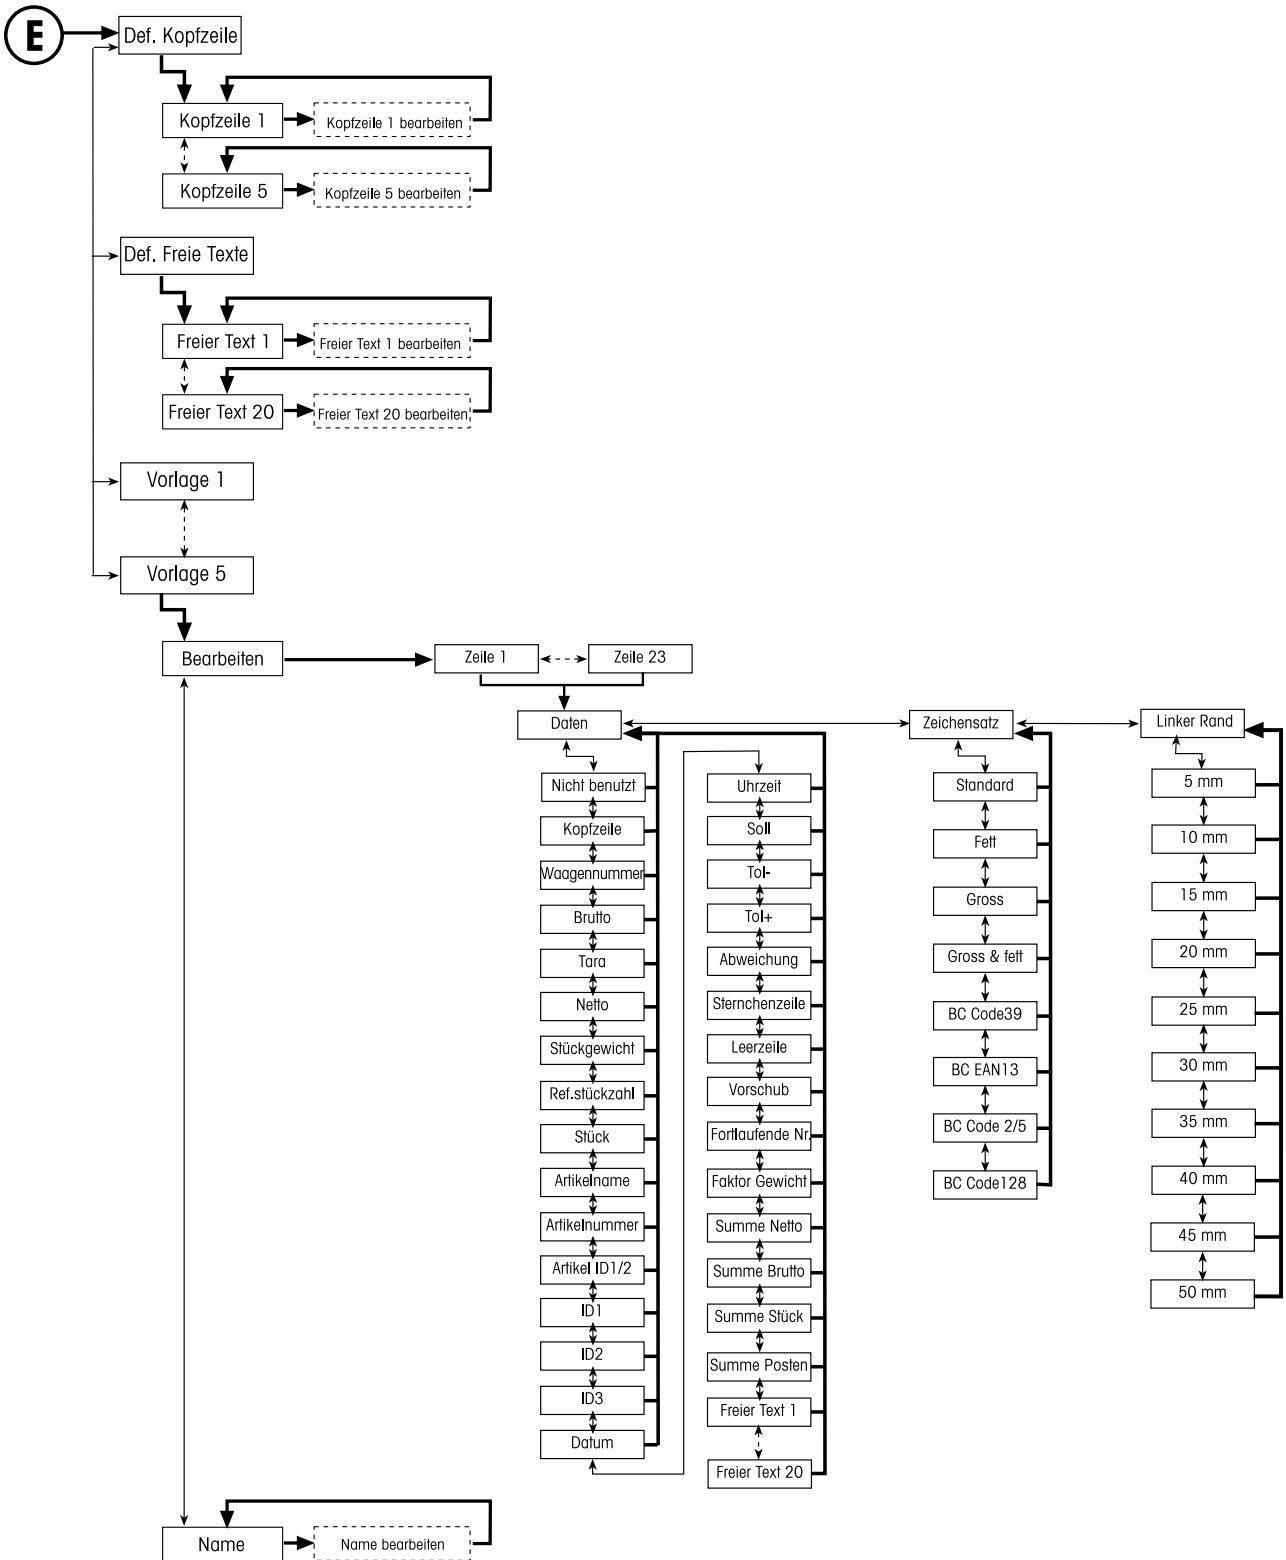 E
Def. Kopfzeile
Kopfzeile 1
Kopfzeile 1 bearbeiten
Kopfzeile 5
Kopfzeile 5 bearbeiten
Def. Freie Texte
Freier Text 1
Freier Text 1 bearbeiten
Freier Text 20
Freier Text 20 bearbeiten
Vorlage 1
Vorlage 5
Bearbeiten
Zeile 1
Zeile 23
Daten
Nicht benutzt
Kopfzeile
Waagennummer
Brutto
Tara
Netto
Stückgewicht
Ref.stückzahl
Stück
Artikelname
Artikelnummer
Artikel ID1/2
ID1
ID2
ID3
Datum
Uhrzeit
Soll
Tol-
Tol+
Abweichung
Sternchenzeile
Leerzeile
Vorschub
Fortlaufende Nr.
Faktor Gewicht
Summe Netto
Summe Brutto
Summe Stück
Summe Posten
Freier Text 1
Freier Text 20
Zeichensatz
Standard
Fett
Gross
Gross & fett
BC Code39
BC EAN13
BC Code 2/5
BC Code128
Linker Rand
5 mm
10 mm
15 mm
20 mm
25 mm
30 mm
35 mm
40 mm
45 mm
50 mm
Name
Name bearbeiten